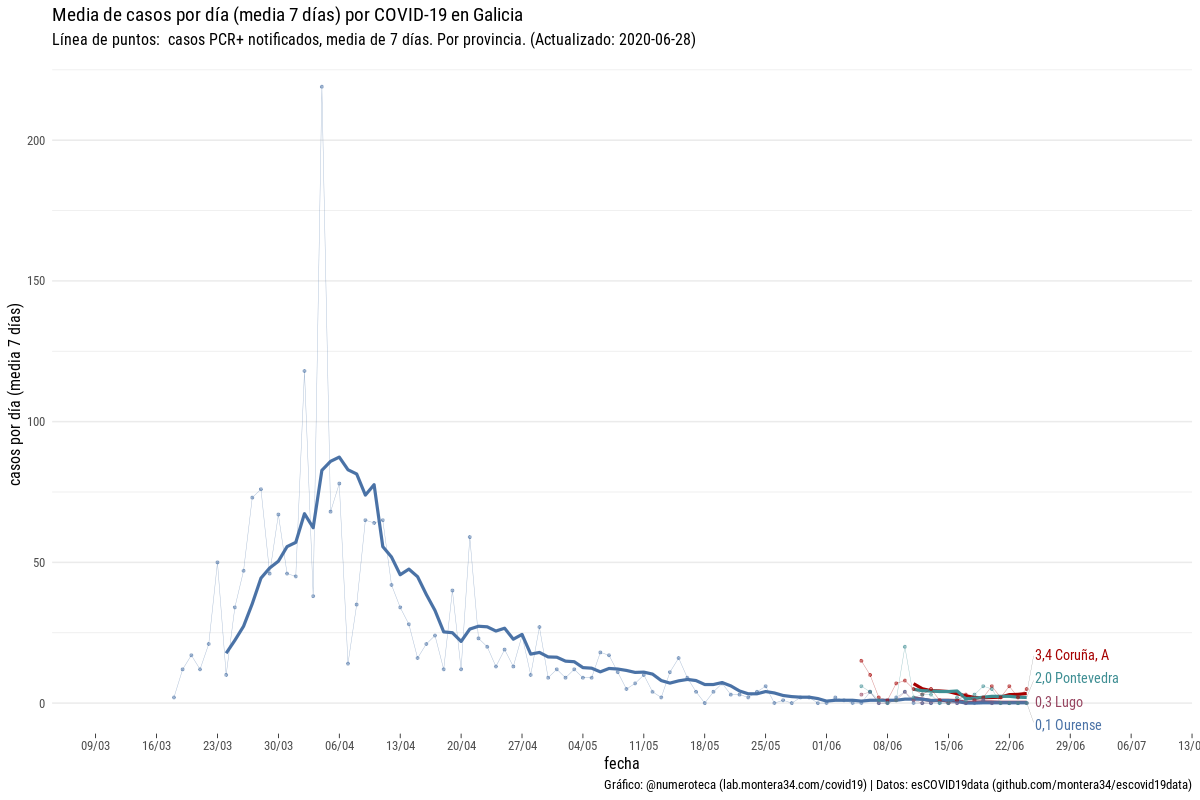 Media de casos por día (media 7 días) por COVID-19 en Galicia
Línea de puntos:  casos PCR+ notificados, media de 7 días. Por provincia. (Actualizado: 2020-06-28)
casos por día (media 7 días)
200
150
100
50
0
3,4 Coruña, A
2,0 Pontevedra
0,3 Lugo
0,1 Ourense
09/03 16/03 23/03 30/03 06/04 13/04 20/04 27/04 04/05 11/05 18/05 25/05 01/06 08/06 15/06 22/06 29/06 06/07 13/0
fecha
Gráfico: @numeroteca (lab.montera34.com/covid19) | Datos: esCOVID19data (github.com/montera34/escovid19data)